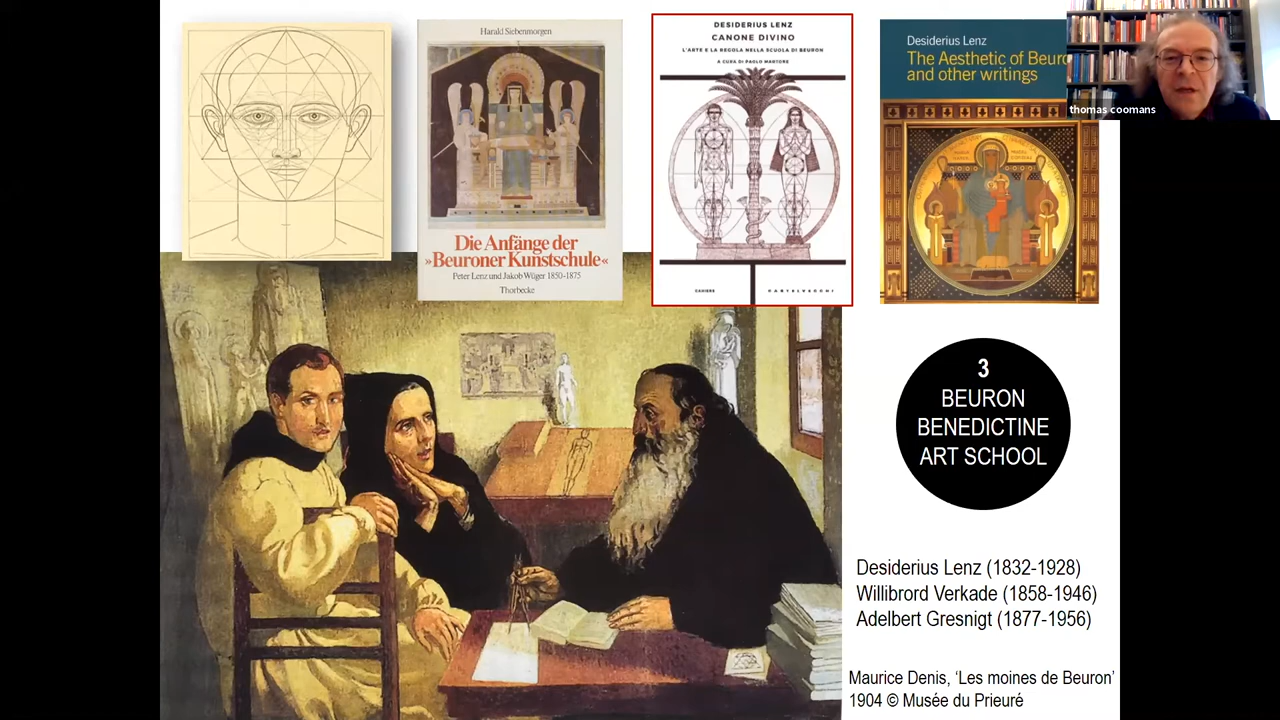 Harald Siebenmorgen
Die Anfänge der
»Beuroner Kunstschule«
Peter Lenz und Jakob Wüger 1850-1875
Thorbecke
DESIDERIUS LENZ
CANONE DIVINO
L'ARTE E LA REGOLA NELLA SCUOLA DI BEURON
A CURA DI PAOLO MARTORE
CAHIERS
CASTELVECCHI
Desiderius Lenz
The Aesthetic of Beuro
and other writings
thomas coomans
3
BEURON
BENEDICTINE
ART SCHOOL
Desiderius Lenz (1832-1928)
Willibrord Verkade (1858-1946)
Adelbert Gresnigt (1877-1956)
Maurice Denis, ‘Les moines de Beuron’
1904 © Musée du Prieuré